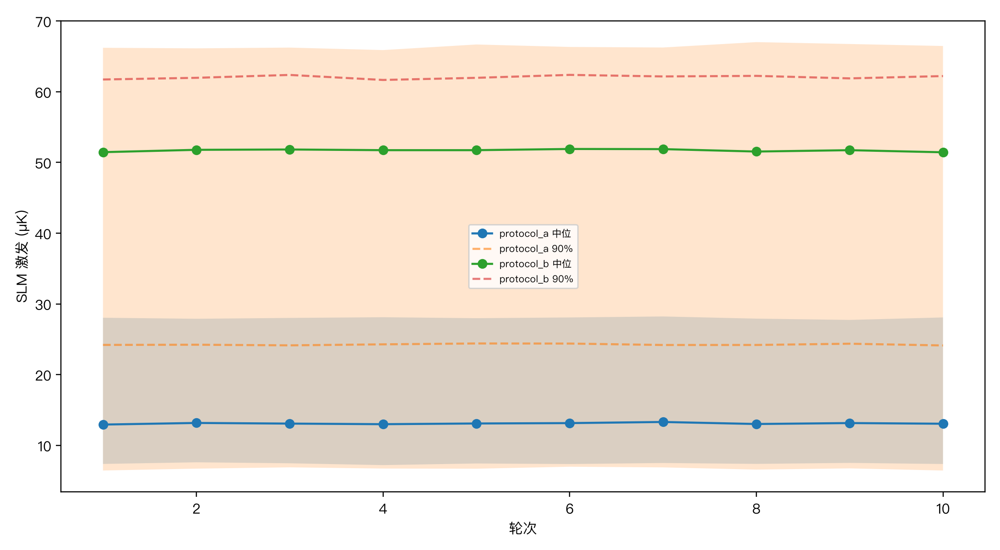 70
60
50
40
30
20
10
SLM 激发 (μK)
protocol_a 中位
protocol_a 90%
protocol_b 中位
protocol_b 90%
2 4 6 8 10
轮次